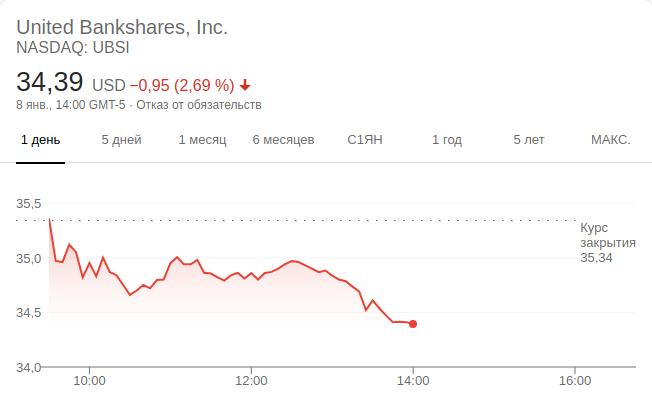 United Bankshares, Inc.
NASDAQ: UBSI
34,39 USD −0,95 (2,69 %)
8 янв., 14:00 GMT-5 · Отказ от обязательств
1 день 5 дней 1 месяц 6 месяцев С1ЯН 1 год 5 лет МАКС.
35,5
Курс
закрытия
35,34
35,0
34,5
34,0
10:00 12:00 14:00 16:00